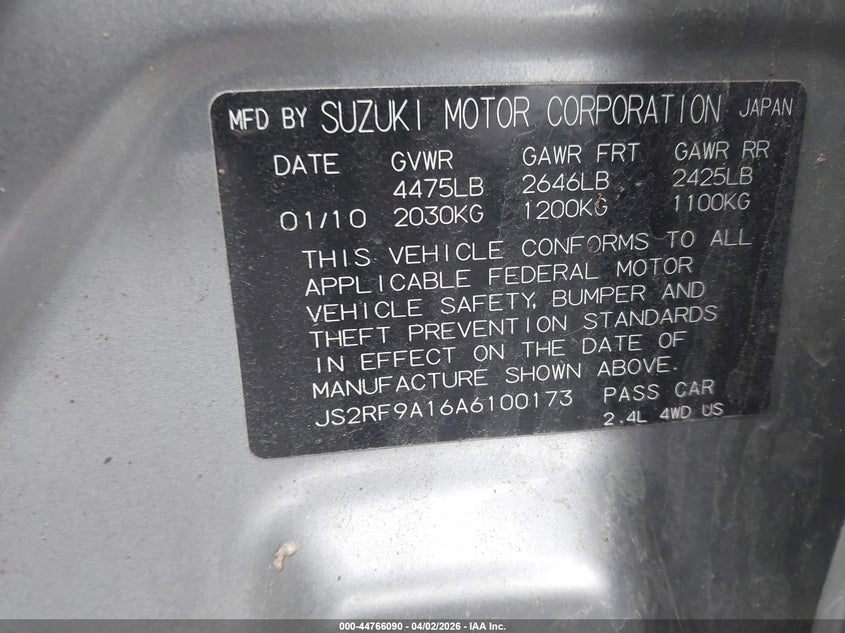 MFD BY SUZUKI MOTOR CORPORATION JAPAN
DATE GVWR GAWR FRT GAWR RR
4475LB 2646LB 2425LB
01/10 2030KG 1200KG 1100KG
THIS VEHICLE CONFORMS TO ALL
APPLICABLE FEDERAL MOTOR
VEHICLE SAFETY, BUMPER AND
THEFT PREVENTION STANDARDS
IN EFFECT ON THE DATE OF
MANUFACTURE SHOWN ABOVE.
JS2RF9A16A6100173 PASS CAR
2.4L 4WD US
000-44766090 - 04/02/2026 - IAA Inc.